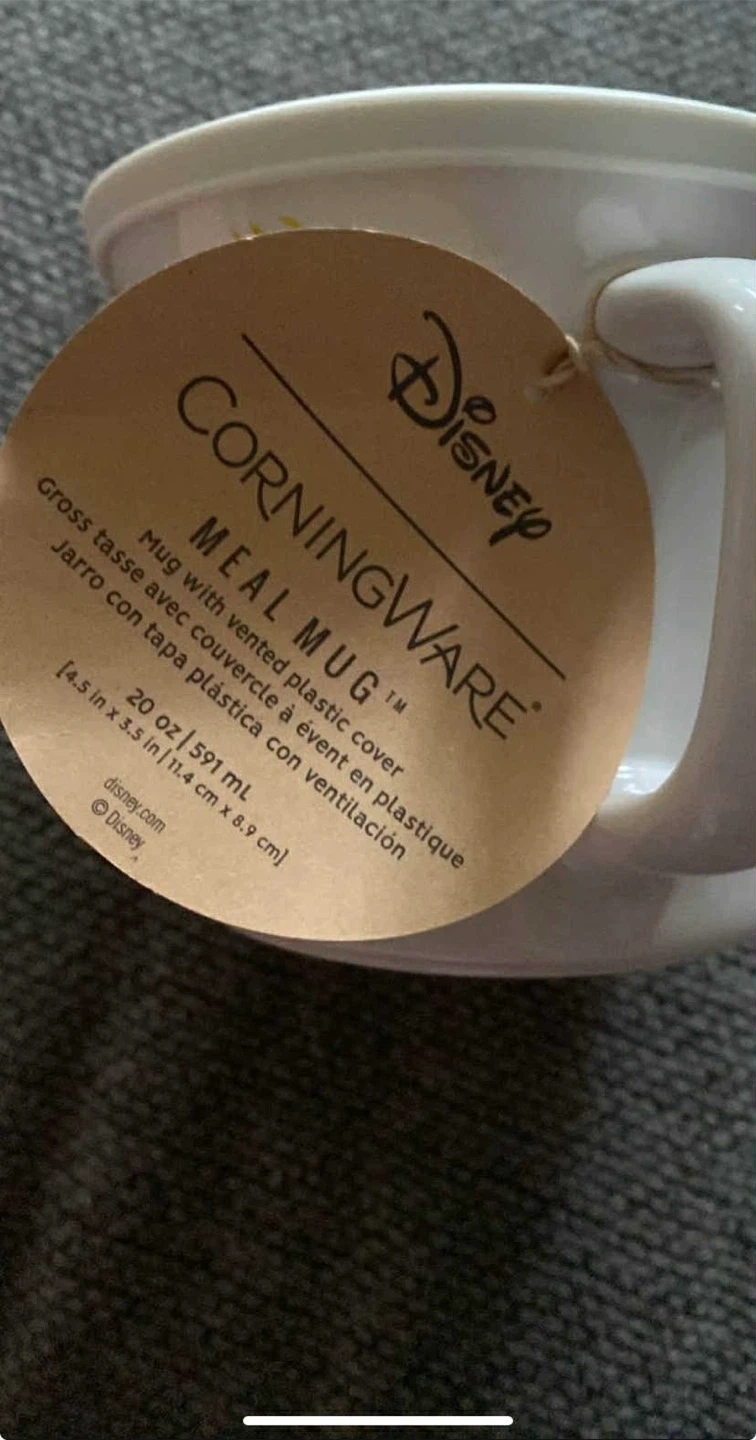 Disney
CORNINGWARE®
MEAL MUG™
Mug with vented plastic cover
Gross tasse avec couvercle à évent en plastique
Jarro con tapa plástica con ventilación
20 oz | 591 mL
[4.5 in x 3.5 in | 11.4 cm x 8.9 cm]
disney.com
© Disney